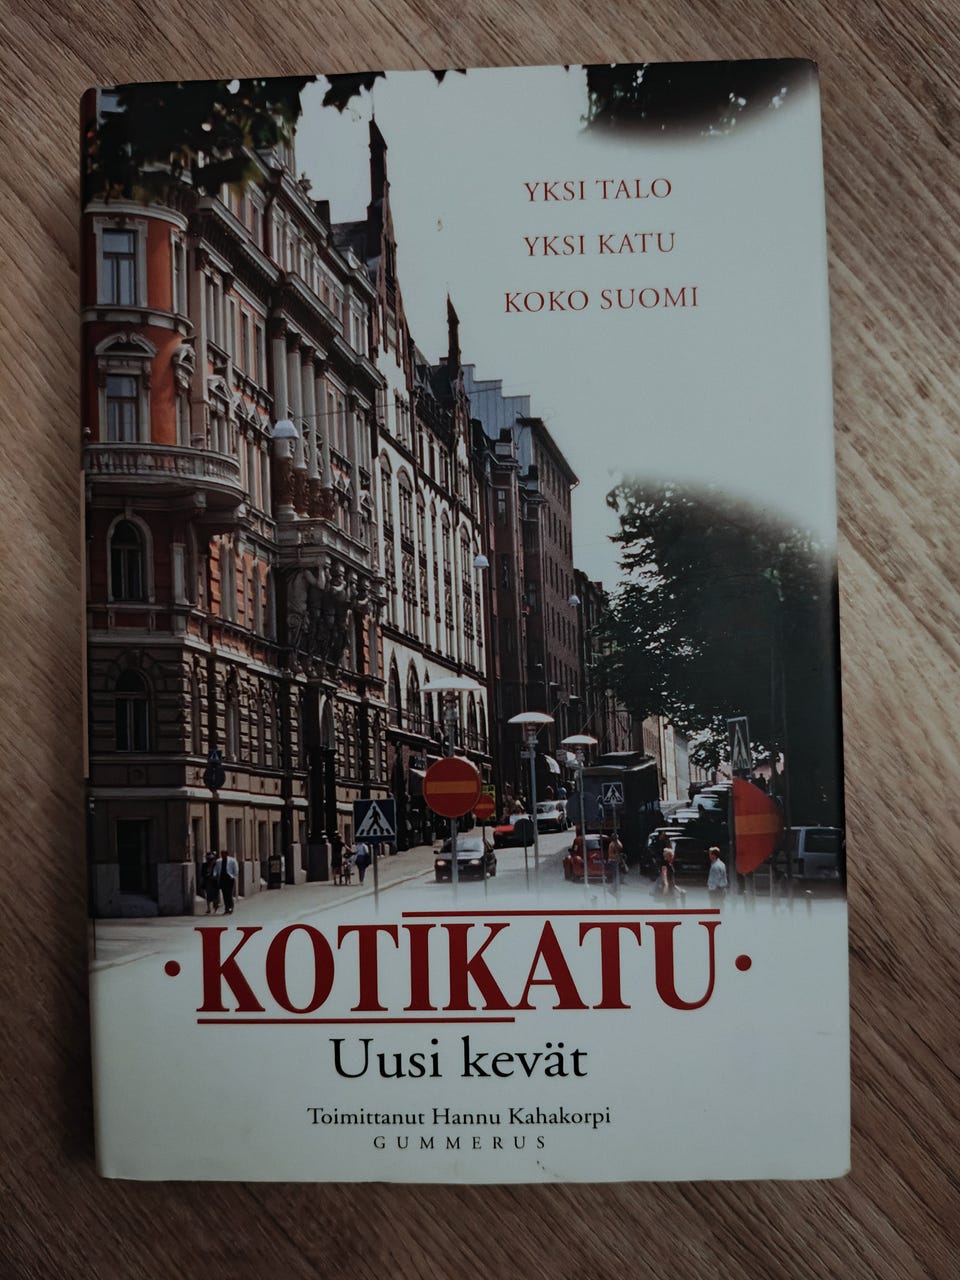 YKSI TALO
YKSI KATU
KOKO SUOMI
· KOTIKATU ·
Uusi kevät
Toimittanut Hannu Kahakorpi
GUMMERUS